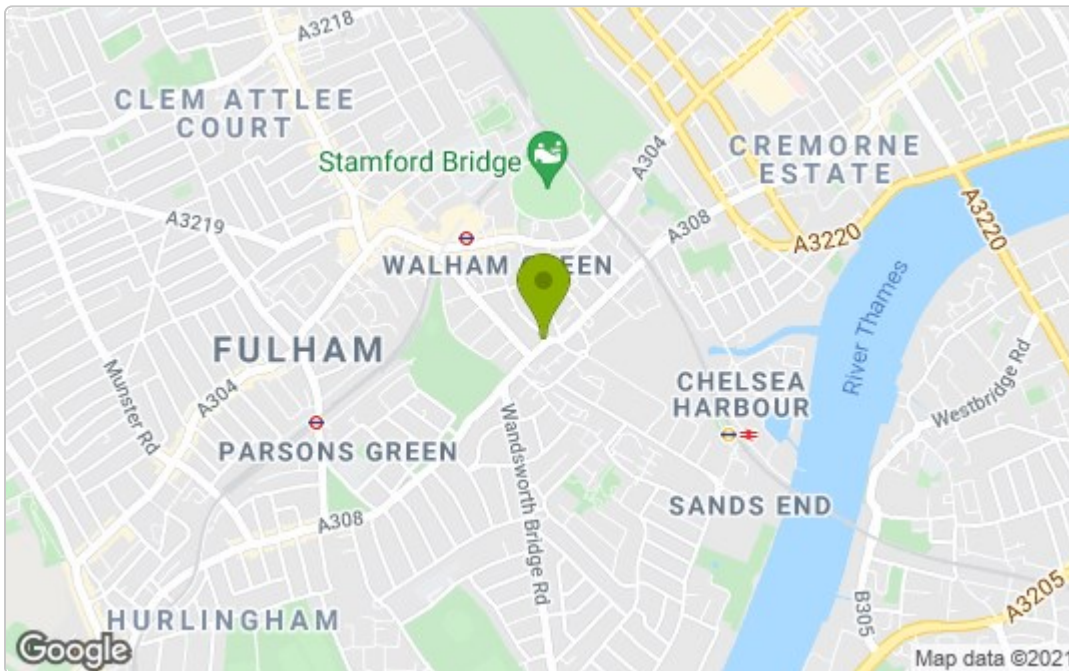 A3218
CLEM ATTLEE
COURT
Stamford Bridge
A304
CREMORNE
ESTATE
A3219
A308
A3220
A3220
WALHAM GREEN
River Thames
FULHAM
Munster Rd
A304
CHELSEA
HARBOUR
Westbridge Rd
PARSONS GREEN
Wandsworth Bridge Rd
SANDS END
A308
HURLINGHAM
B305
A3205
Google
Map data ©2021